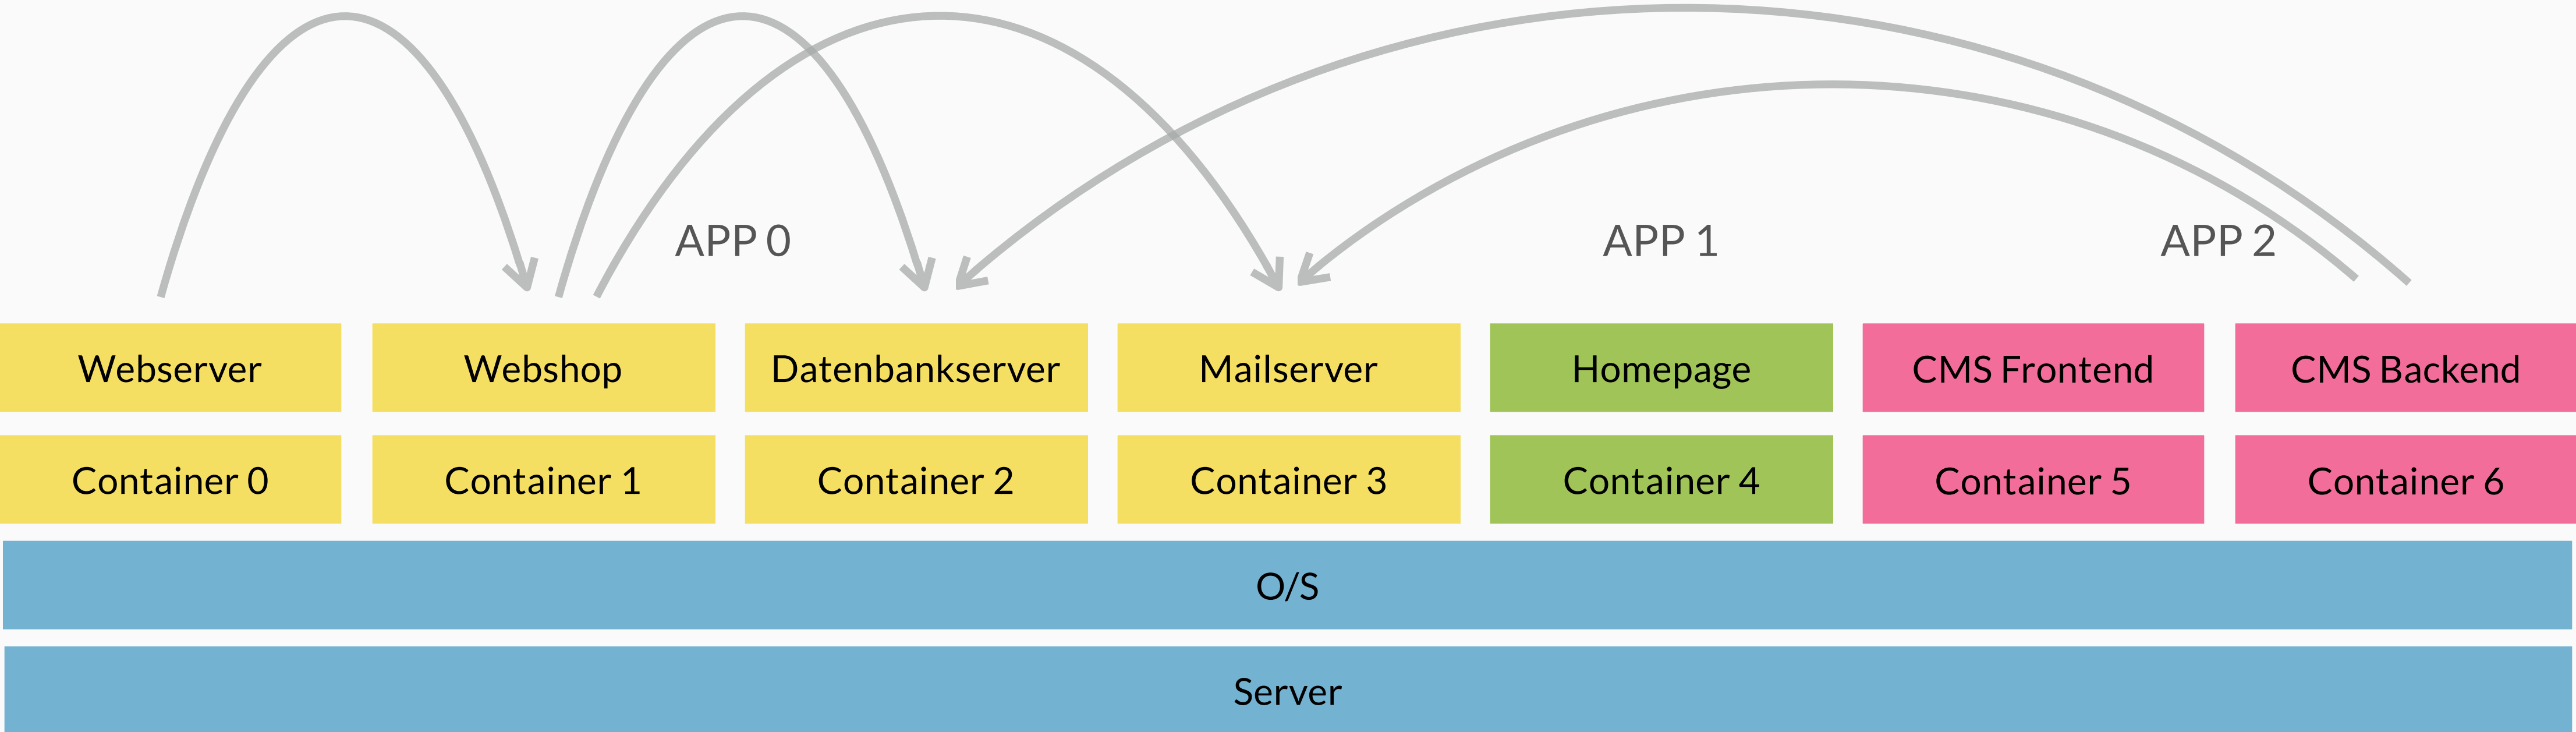 APP 0
APP 1
APP 2
Webserver
Webshop
Datenbankserver
Mailserver
Homepage
CMS Frontend
CMS Backend
Container 0
Container 1
Container 2
Container 3
Container 4
Container 5
Container 6
O/S
Server